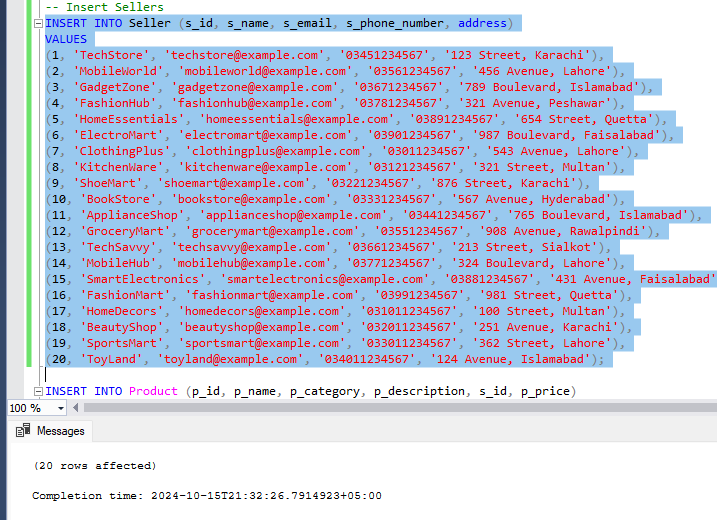 -- Insert Sellers
INSERT INTO Seller (s_id, s_name, s_email, s_phone_number, address)
VALUES
(1, 'TechStore', 'techstore@example.com', '03451234567', '123 Street, Karachi'),
(2, 'MobileWorld', 'mobileworld@example.com', '03561234567', '456 Avenue, Lahore'),
(3, 'GadgetZone', 'gadgetzone@example.com', '03671234567', '789 Boulevard, Islamabad'),
(4, 'FashionHub', 'fashionhub@example.com', '03781234567', '321 Avenue, Peshawar'),
(5, 'HomeEssentials', 'homeessentials@example.com', '03891234567', '654 Street, Quetta'),
(6, 'ElectroMart', 'electromart@example.com', '03901234567', '987 Boulevard, Faisalabad'),
(7, 'ClothingPlus', 'clothingplus@example.com', '03011234567', '543 Avenue, Lahore'),
(8, 'KitchenWare', 'kitchenware@example.com', '03121234567', '321 Street, Multan'),
(9, 'ShoeMart', 'shoemart@example.com', '03221234567', '876 Street, Karachi'),
(10, 'BookStore', 'bookstore@example.com', '03331234567', '567 Avenue, Hyderabad'),
(11, 'ApplianceShop', 'applianceshop@example.com', '03441234567', '765 Boulevard, Islamabad'),
(12, 'GroceryMart', 'grocerymart@example.com', '03551234567', '908 Avenue, Rawalpindi'),
(13, 'TechSavvy', 'techsavvy@example.com', '03661234567', '213 Street, Sialkot'),
(14, 'MobileHub', 'mobilehub@example.com', '03771234567', '324 Boulevard, Lahore'),
(15, 'SmartElectronics', 'smartelectronics@example.com', '03881234567', '431 Avenue, Faisalabad'
(16, 'FashionMart', 'fashionmart@example.com', '03991234567', '981 Street, Quetta'),
(17, 'HomeDecors', 'homedecors@example.com', '031011234567', '100 Street, Multan'),
(18, 'BeautyShop', 'beautyshop@example.com', '032011234567', '251 Avenue, Karachi'),
(19, 'SportsMart', 'sportsmart@example.com', '033011234567', '362 Street, Lahore'),
(20, 'ToyLand', 'toyland@example.com', '034011234567', '124 Avenue, Islamabad');
INSERT INTO Product (p_id, p_name, p_category, p_description, s_id, p_price)
100 %
Messages
(20 rows affected)
Completion time: 2024-10-15T21:32:26.7914923+05:00